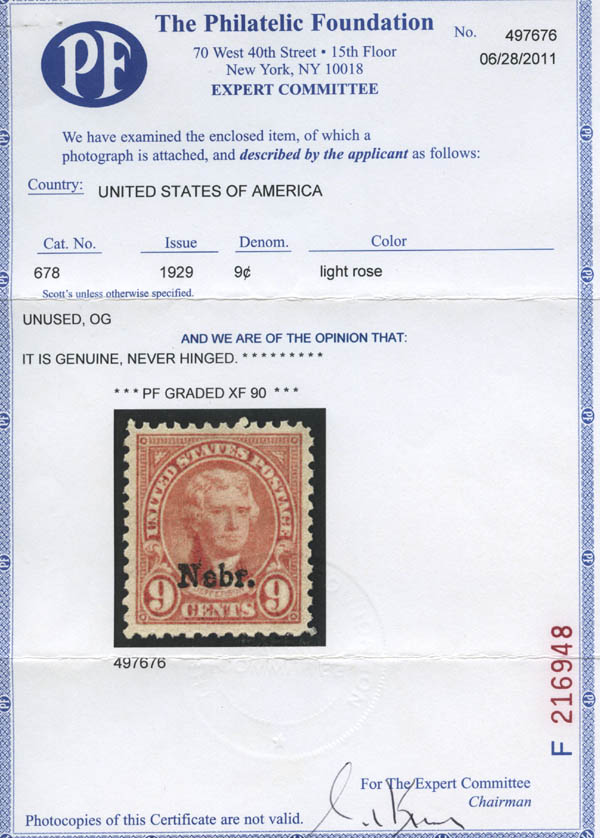 PF
The Philatelic Foundation
70 West 40th Street • 15th Floor
New York, NY 10018
EXPERT COMMITTEE
No. 497676
06/28/2011
We have examined the enclosed item, of which a
photograph is attached, and described by the applicant as follows:
Country: UNITED STATES OF AMERICA
Cat. No. Issue Denom. Color
678 1929 9¢ light rose
Scott's unless otherwise specified.
UNUSED, OG
AND WE ARE OF THE OPINION THAT:
IT IS GENUINE, NEVER HINGED. * * * * * * * * *
* * * PF GRADED XF 90 * * *
UNITED STATES POSTAGE
Nebr.
9 CENTS 9
497676
F 216948
For The Expert Committee
Chairman
Photocopies of this Certificate are not valid.